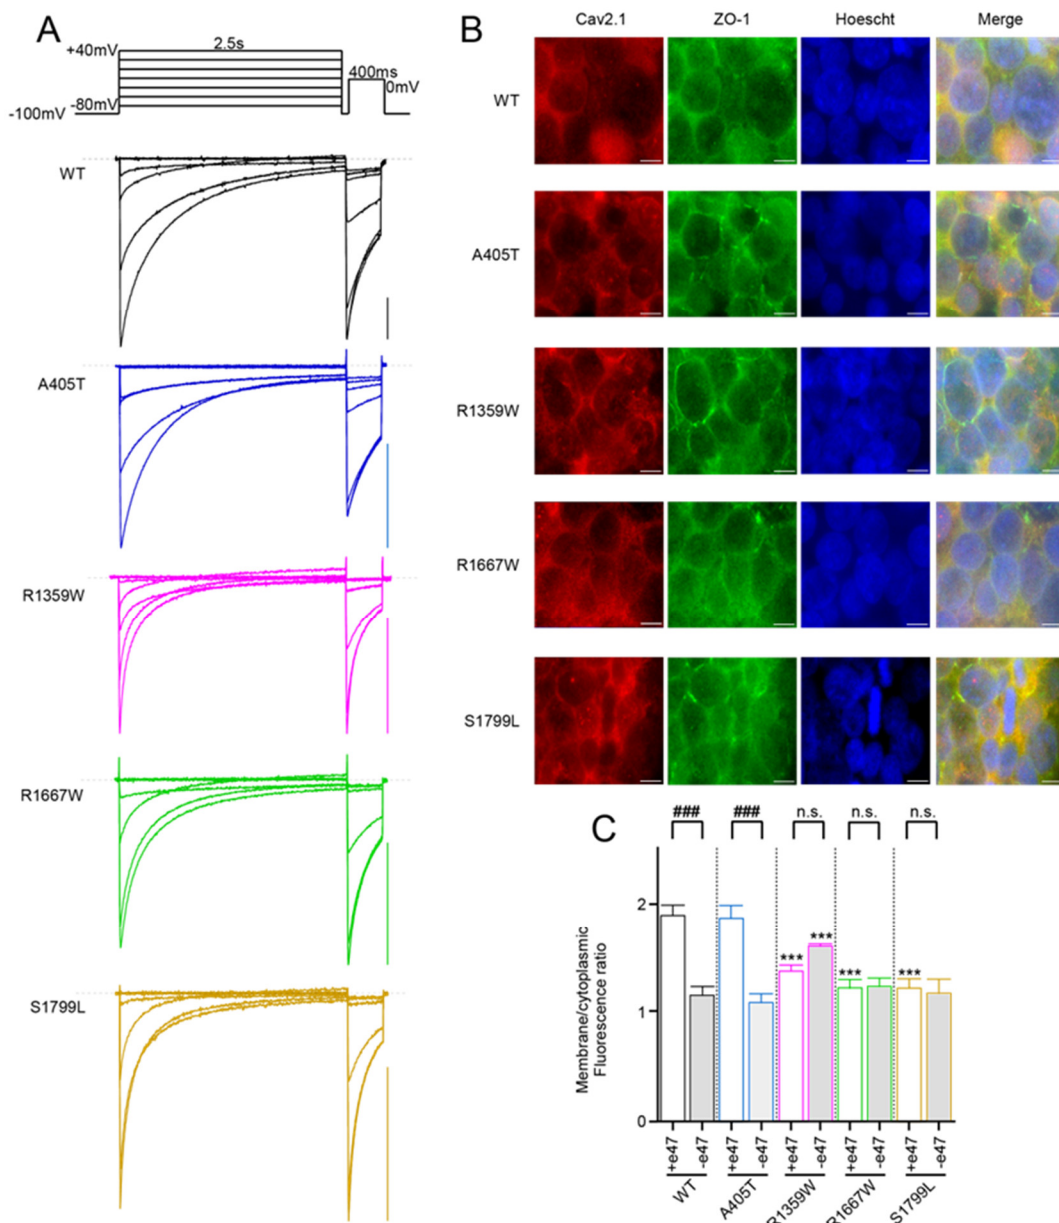 A
+40mV
2.5s
400ms
0mV
-80mV
-100mV
WT
A405T
R1359W
R1667W
S1799L
B
Cav2.1 ZO-1 Hoescht Merge
WT
A405T
R1359W
R1667W
S1799L
C
### ### n.s. n.s. n.s.
Membrane/cytoplasmic
Fluorescence ratio
2
1
0
*** *** *** ***
+e47 -e47 +e47 -e47 +e47 -e47 +e47 -e47 +e47 -e47
WT A405T R1359W R1667W S1799L